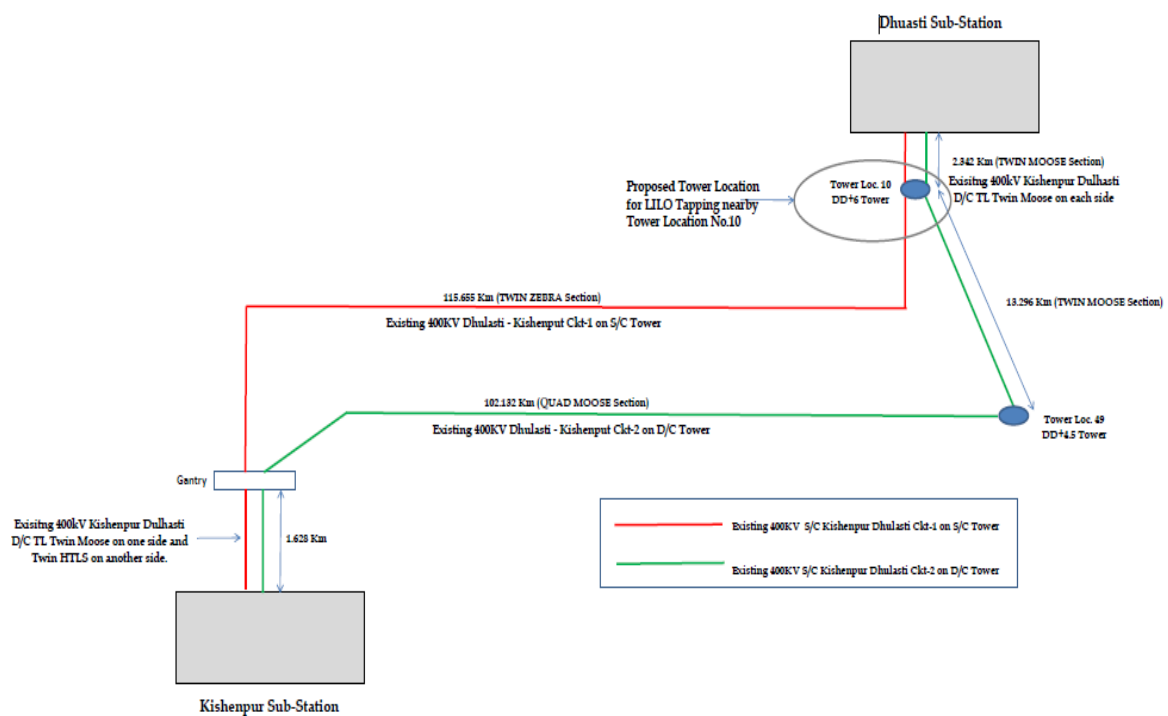 Dhuasti Sub-Station
2.342 Km (TWIN MOOSE Section)
Exisitng 400kV Kishenpur Dulhasti
D/C TL Twin Moose on each side
Tower Loc. 10
DD+6 Tower
Proposed Tower Location
for LILO Tapping nearby
Tower Location No.10
13.296 Km (TWIN MOOSE Section)
115.655 Km (TWIN ZEBRA Section)
Existing 400KV Dhulasti - Kishenput Ckt-1 on S/C Tower
102.132 Km (QUAD MOOSE Section)
Existing 400KV Dhulasti - Kishenput Ckt-2 on D/C Tower
Tower Loc. 49
DD+4.5 Tower
Gantry
Exisitng 400kV Kishenpur Dulhasti
D/C TL Twin Moose on one side and
Twin HTLS on another side.
1.628 Km
Existing 400KV S/C Kishenpur Dhulasti Ckt-1 on S/C Tower
Existing 400KV S/C Kishenpur Dhulasti Ckt-2 on D/C Tower
Kishenpur Sub-Station